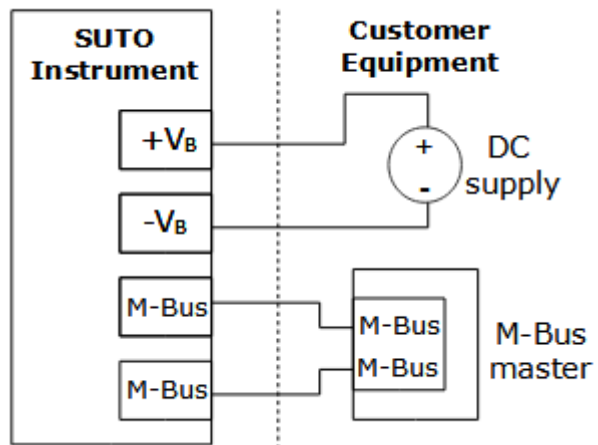 SUTO
Instrument
Customer
Equipment
+VB
+
-
DC
supply
-VB
M-Bus
M-Bus
M-Bus
M-Bus
M-Bus
master